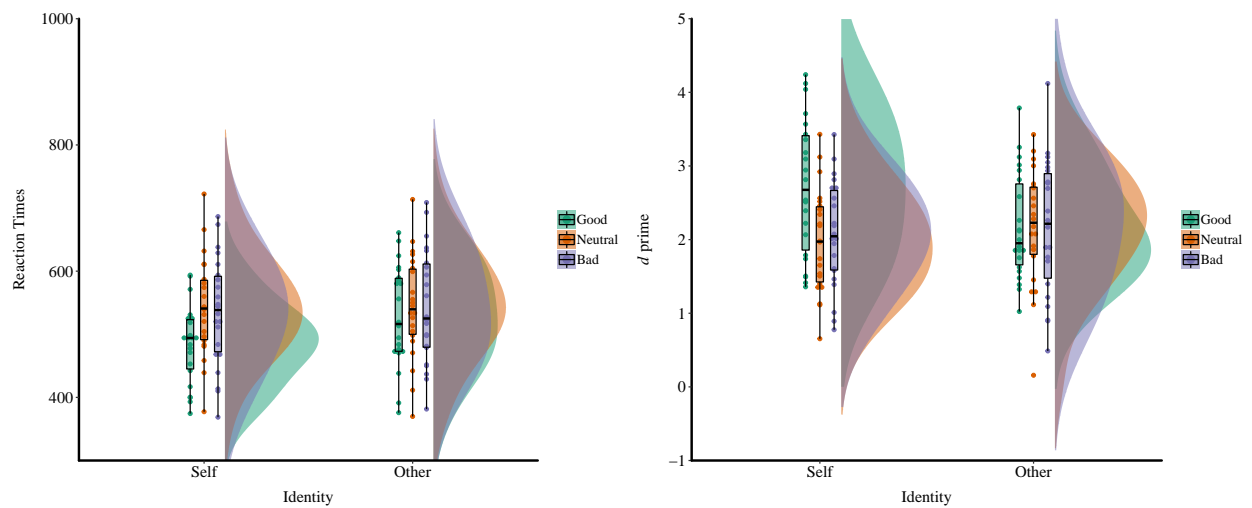 1000
800
600
400
Reaction Times
Self
Other
Identity
Good
Neutral
Bad
5
4
3
2
1
0
−1
d prime
Self
Other
Identity
Good
Neutral
Bad